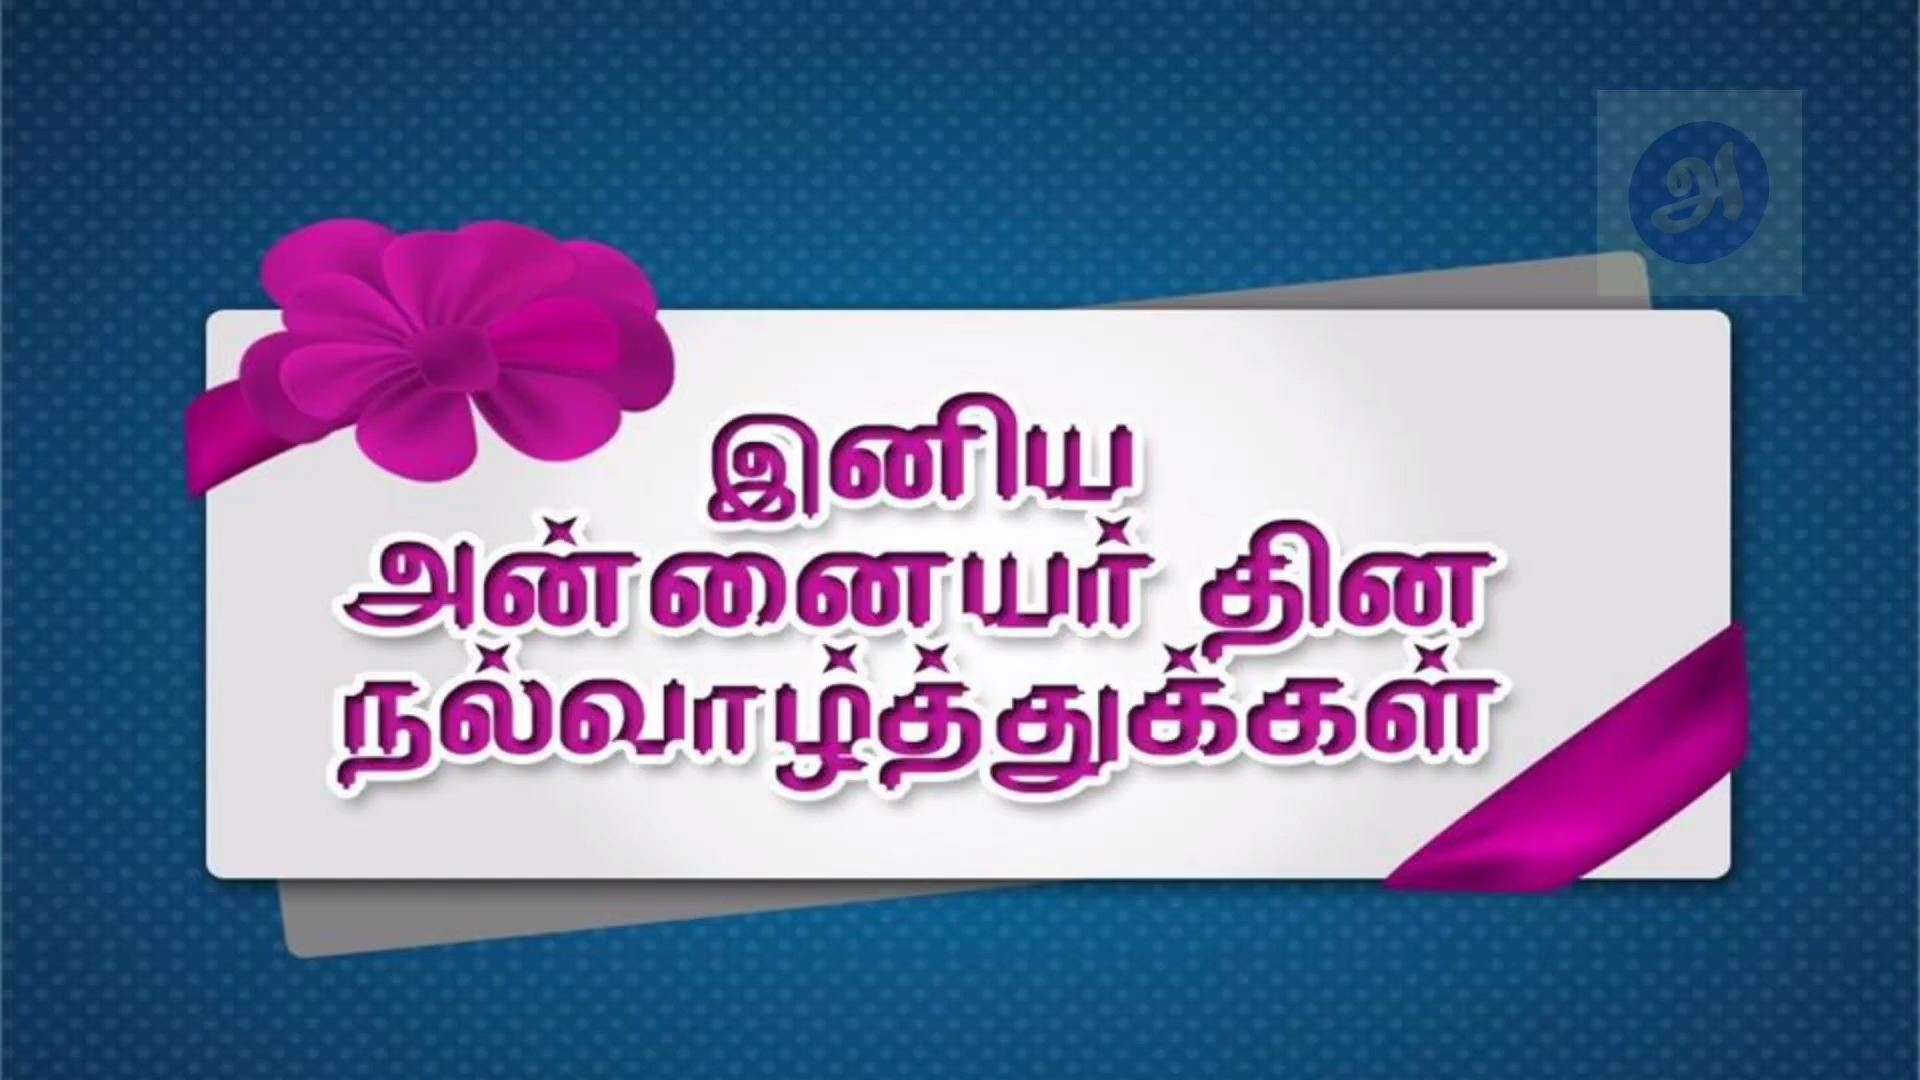 அ
இனிய
அன்னையர் தின
நல்வாழ்த்துக்கள்